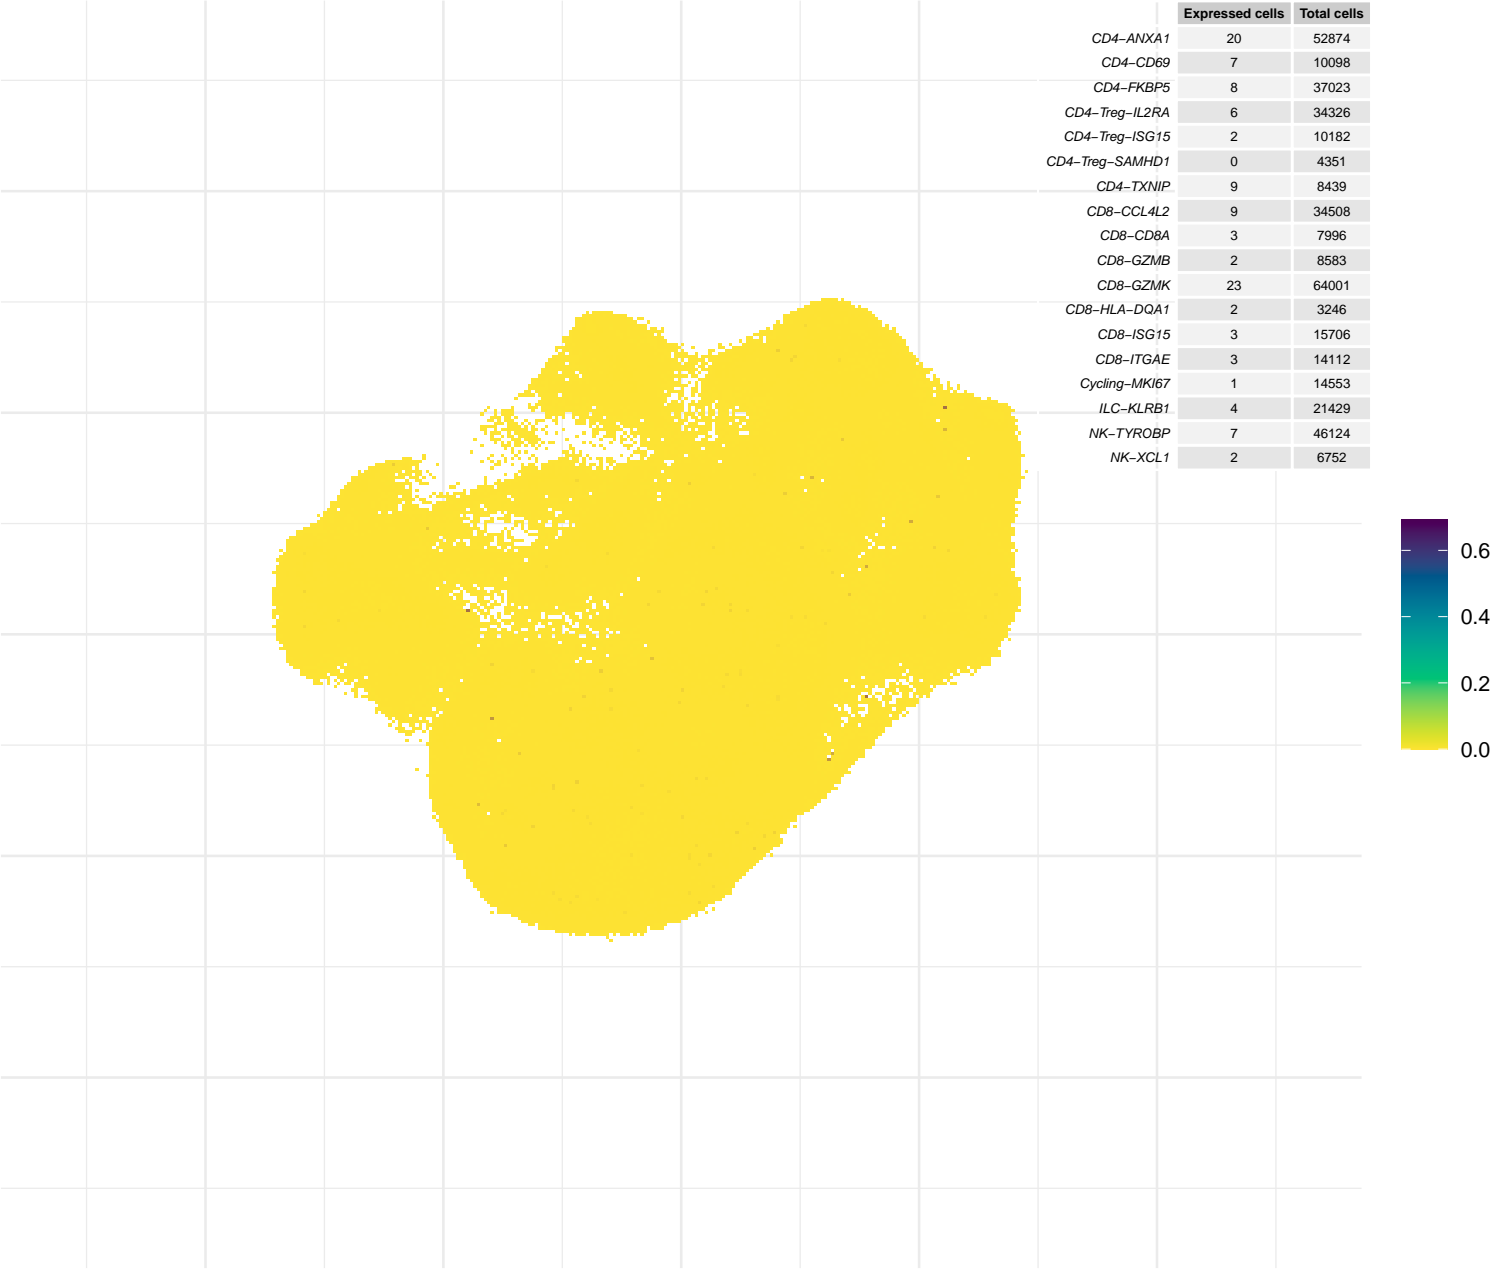 Expressed cells Total cells
CD4−ANXA1 20 52874
CD4−CD69 7 10098
CD4−FKBP5 8 37023
CD4−Treg−IL2RA 6 34326
CD4−Treg−ISG15 2 10182
CD4−Treg−SAMHD1 0 4351
CD4−TXNIP 9 8439
CD8−CCL4L2 9 34508
CD8−CD8A 3 7996
CD8−GZMB 2 8583
CD8−GZMK 23 64001
CD8−HLA−DQA1 2 3246
CD8−ISG15 3 15706
CD8−ITGAE 3 14112
Cycling−MKI67 1 14553
ILC−KLRB1 4 21429
NK−TYROBP 7 46124
NK−XCL1 2 6752
0.6
0.4
0.2
0.0